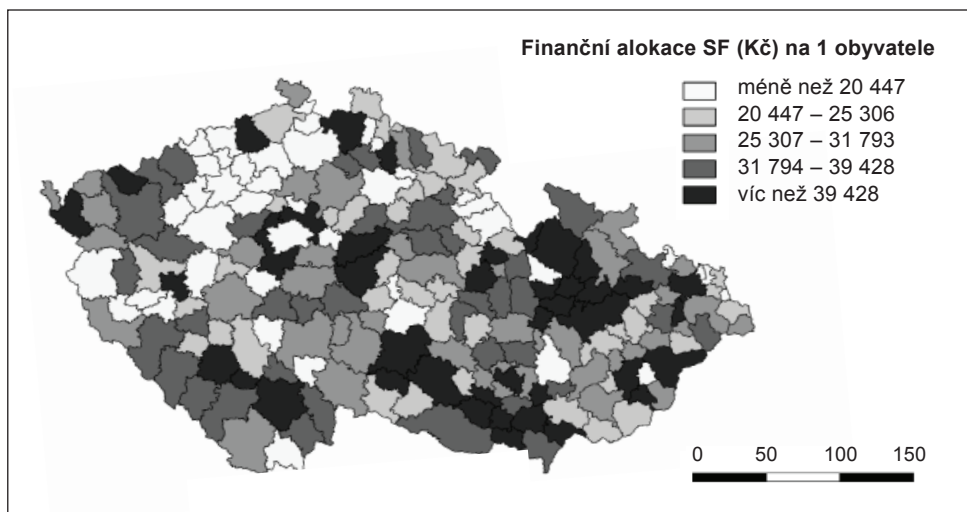 Finanční alokace SF (Kč) na 1 obyvatele
méně než 20 447
20 447 – 25 306
25 307 – 31 793
31 794 – 39 428
víc než 39 428
0 50 100 150